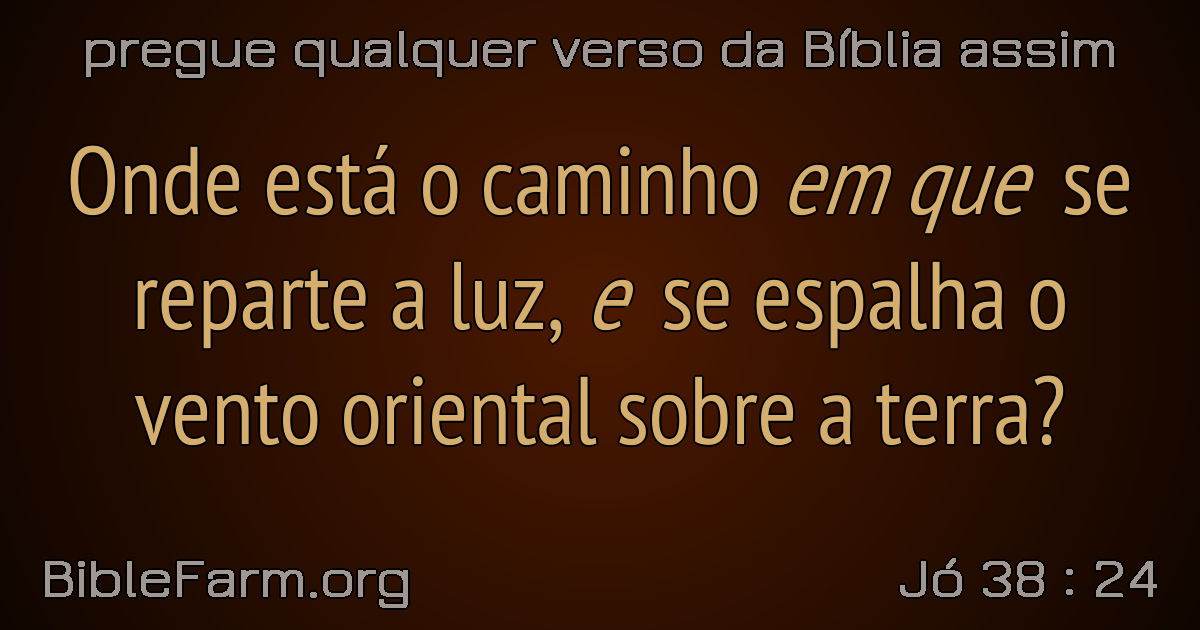 pregue qualquer verso da Bíblia assim
Onde está o caminho em que se
reparte a luz, e se espalha o
vento oriental sobre a terra?
BibleFarm.org
Jó 38 : 24